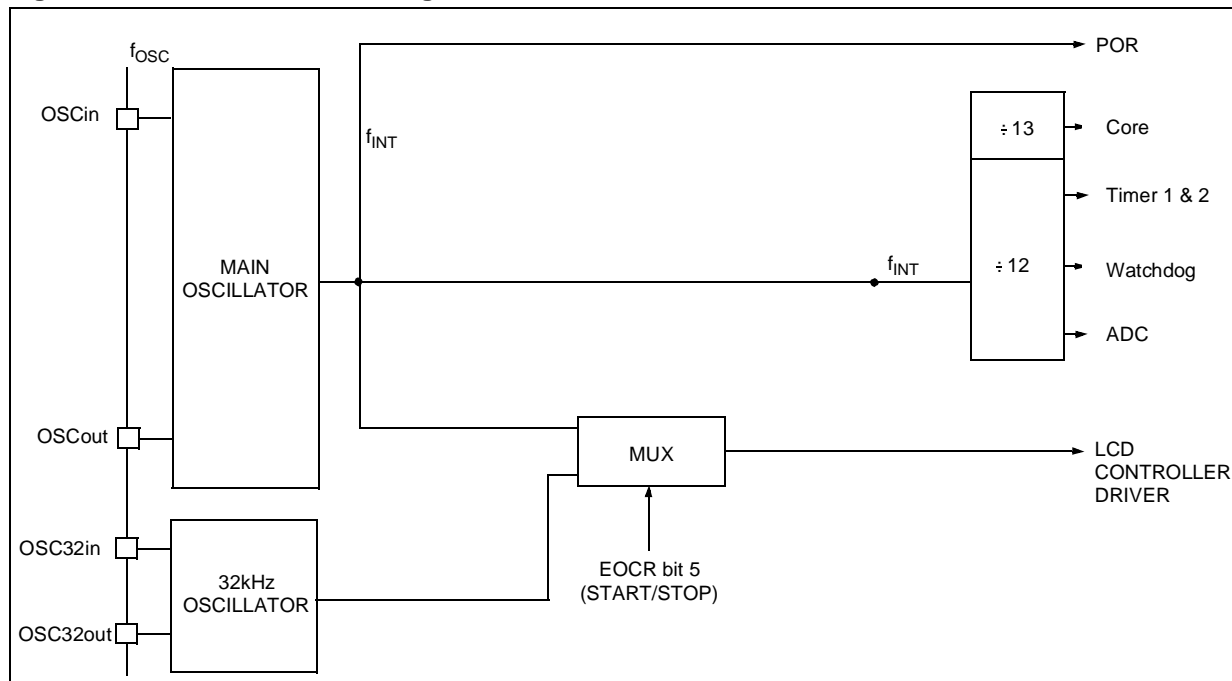 fOSC
POR
OSCin
÷13
Core
fINT
Timer 1 & 2
MAIN
OSCILLATOR
fINT
÷12
Watchdog
ADC
OSCout
MUX
LCD
CONTROLLER
DRIVER
OSC32in
EOCR bit 5
(START/STOP)
32kHz
OSCILLATOR
OSC32out